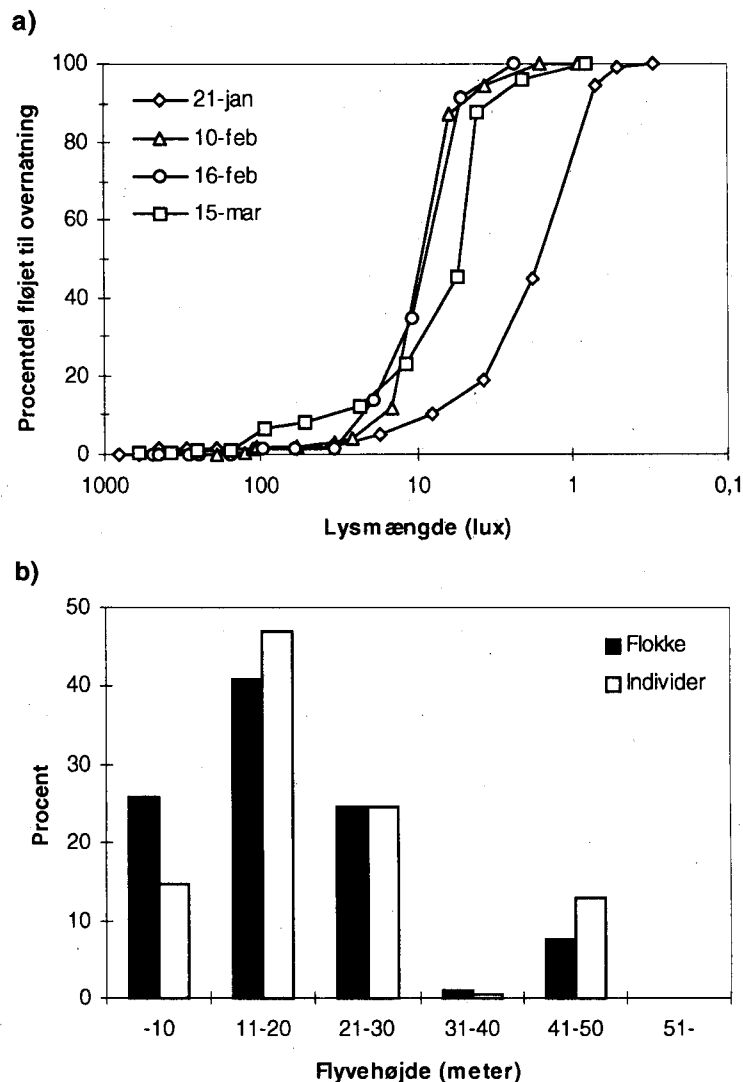 a)
100
80
60
40
20
0
Procentdel fløjet til overnatning
21-jan
10-feb
16-feb
15-mar
1000 100 10 1 0,1
Lysmængde (lux)
b)
50
40
30
20
10
0
Procent
Flokke
Individer
-10 11-20 21-30 31-40 41-50 51-
Flyvehøjde (meter)